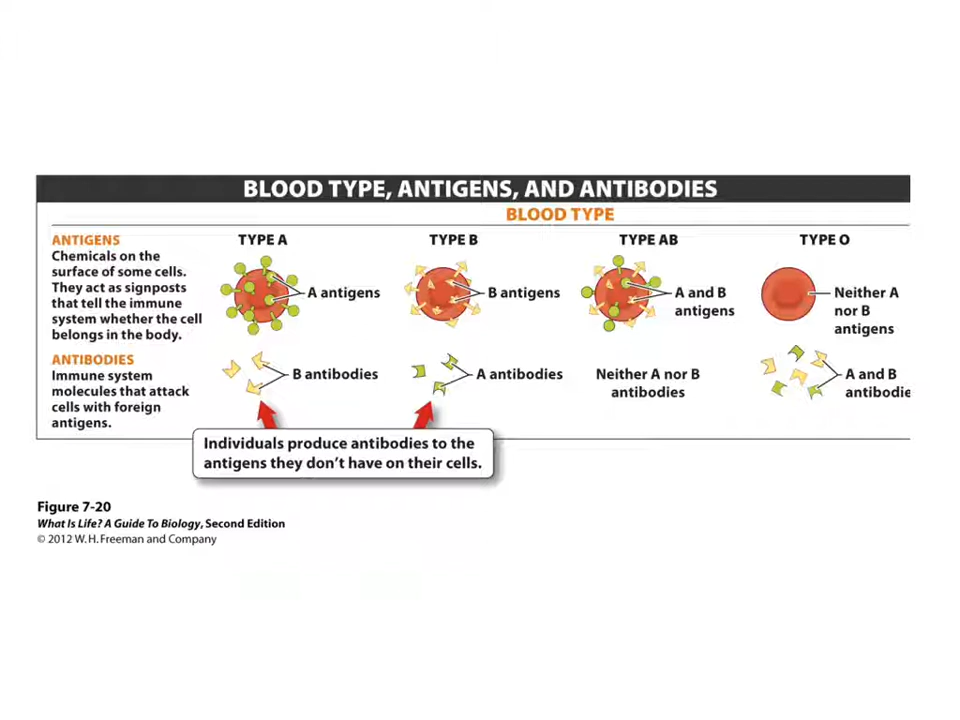 BLOOD TYPE, ANTIGENS, AND ANTIBODIES
BLOOD TYPE
ANTIGENS
Chemicals on the
surface of some cells.
They act as signposts
that tell the immune
system whether the cell
belongs in the body.
TYPE A
A antigens
TYPE B
B antigens
TYPE AB
A and B
antigens
TYPE O
Neither A
nor B
antigens
ANTIBODIES
Immune system
molecules that attack
cells with foreign
antigens.
B antibodies
A antibodies
Neither A nor B
antibodies
A and B
antibodie
Individuals produce antibodies to the
antigens they don't have on their cells.
Figure 7-20
What Is Life? A Guide To Biology, Second Edition
© 2012 W. H. Freeman and Company